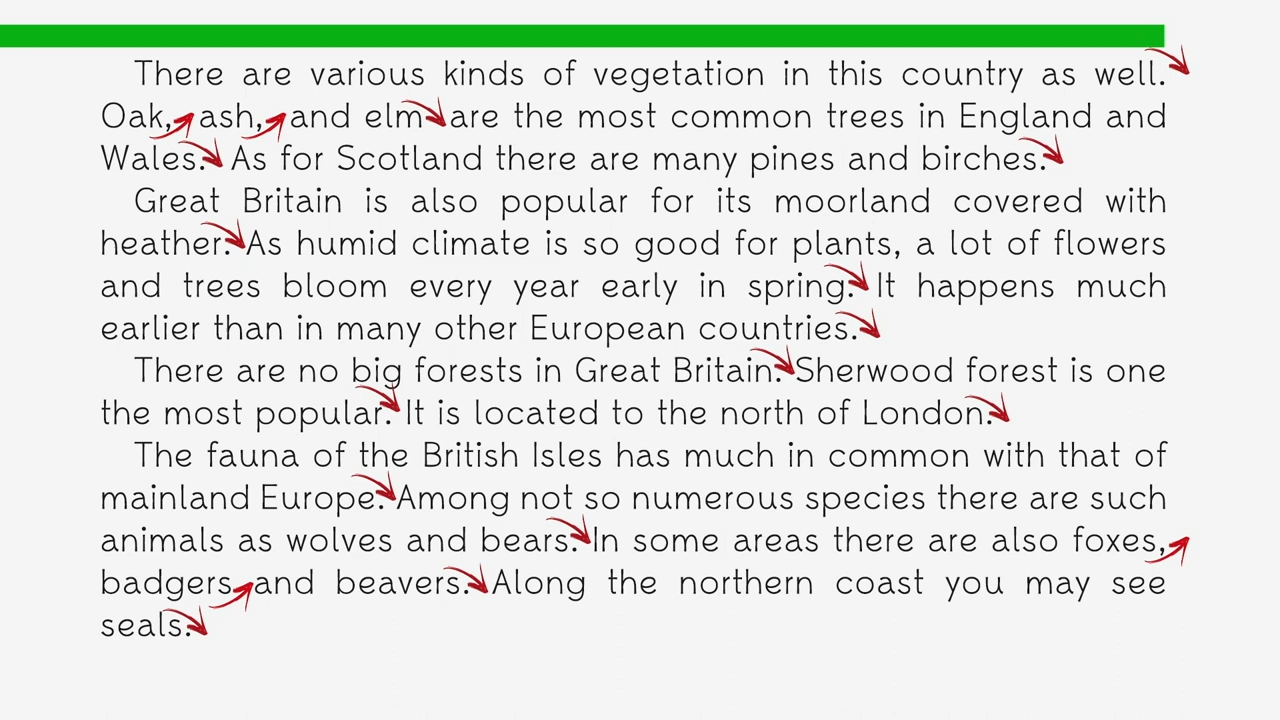 There are various kinds of vegetation in this country as well.
Oak, ash, and elm are the most common trees in England and
Wales. As for Scotland there are many pines and birches.
Great Britain is also popular for its moorland covered with
heather. As humid climate is so good for plants, a lot of flowers
and trees bloom every year early in spring. It happens much
earlier than in many other European countries.
There are no big forests in Great Britain. Sherwood forest is one
the most popular. It is located to the north of London.
The fauna of the British Isles has much in common with that of
mainland Europe. Among not so numerous species there are such
animals as wolves and bears. In some areas there are also foxes,
badgers and beavers. Along the northern coast you may see
seals.